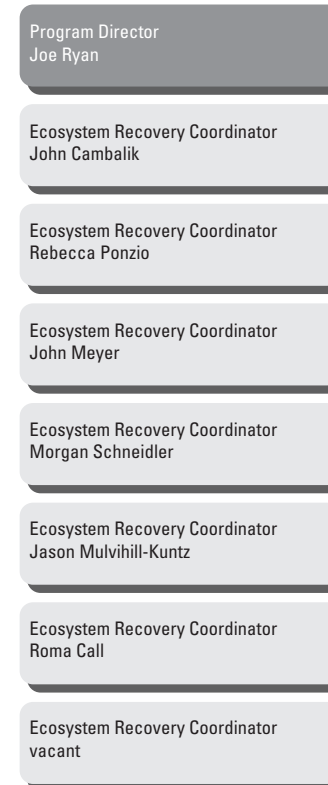 Program Director
Joe Ryan
Ecosystem Recovery Coordinator
John Cambalik
Ecosystem Recovery Coordinator
Rebecca Ponzio
Ecosystem Recovery Coordinator
John Meyer
Ecosystem Recovery Coordinator
Morgan Schneidler
Ecosystem Recovery Coordinator
Jason Mulvihill-Kuntz
Ecosystem Recovery Coordinator
Roma Call
Ecosystem Recovery Coordinator
vacant